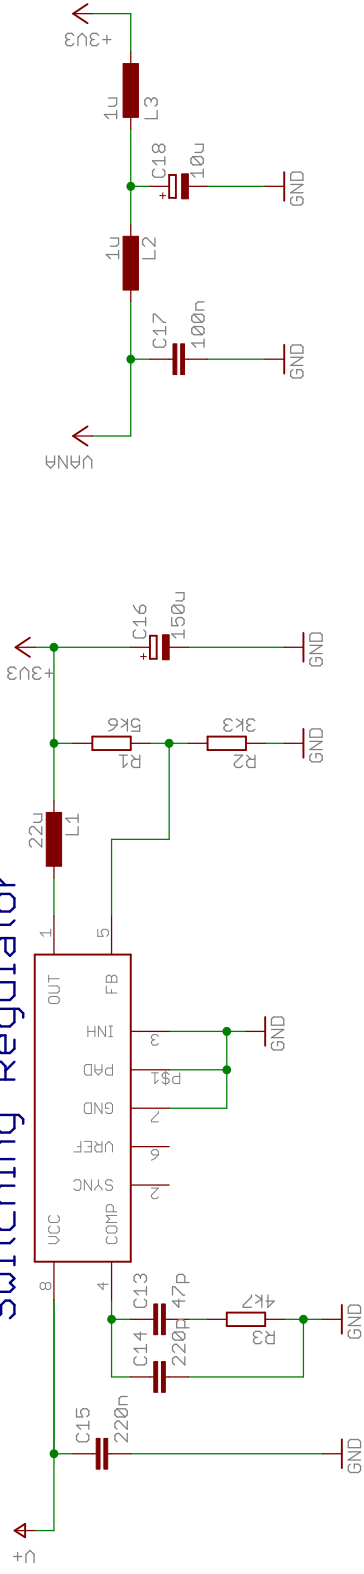 Switching Regulator
V+
C15
220n
GND
C14
220p
C13
47p
R3
4k7
GND
8
VCC
4
COMP
SYNC
2
VREF
6
GND
7
PAD
P$1
INH
3
GND
OUT
1
FB
5
22u
L1
R1
5k6
R2
3k3
GND
+3V3
C16
+
150u
GND
VANA
C17
100n
GND
1u
L2
C18
+
10u
GND
1u
L3
+3V3